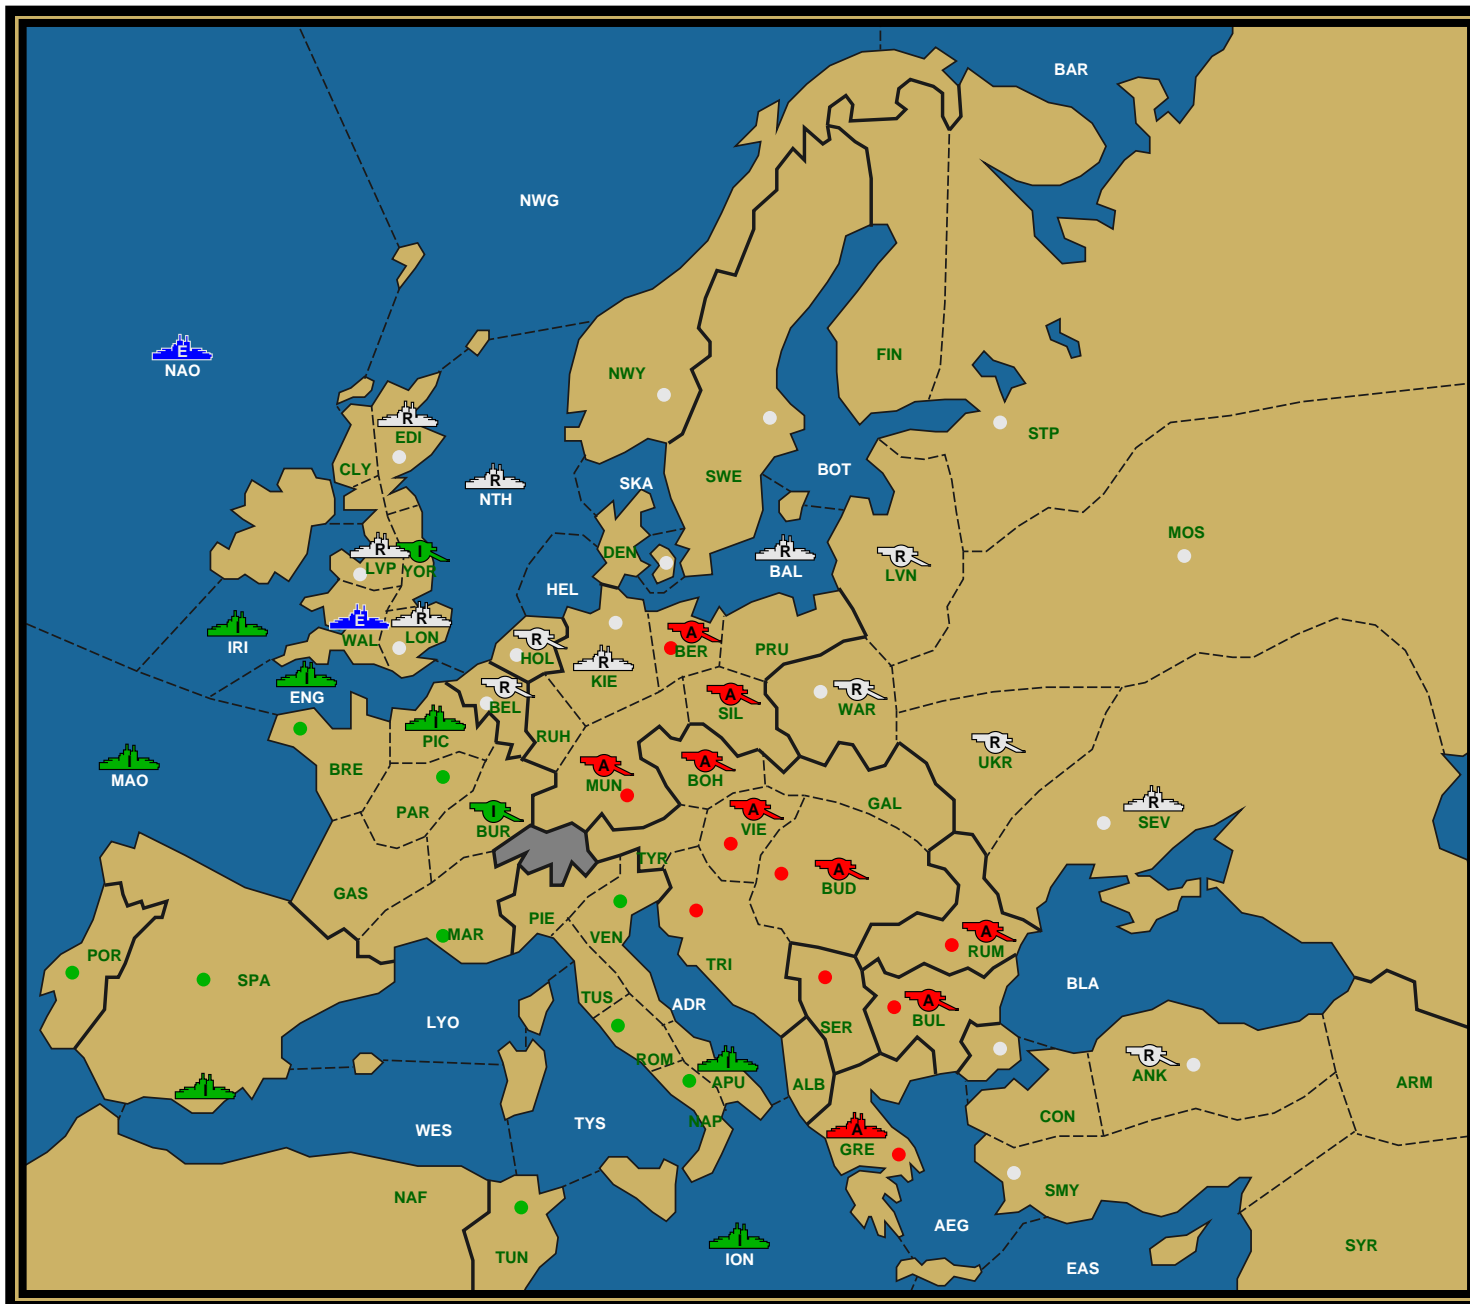 BAR
NWG
E
NAO
FIN
NWY
R
EDI
STP
CLY
SWE
BOT
SKA
R
NTH
MOS
DEN
R
LVP
I
YOR
R
BAL
R
LVN
HEL
I
IRI
E
WAL
R
LON
R
HOL
A
BER
PRU
R
KIE
I
ENG
R
BEL
A
SIL
R
WAR
I
PIC
RUH
R
UKR
I
MAO
BRE
A
MUN
A
BOH
PAR
I
BUR
A
VIE
GAL
R
SEV
TYR
A
BUD
GAS
PIE
MAR
VEN
A
RUM
POR
SPA
TRI
BLA
TUS
ADR
A
BUL
LYO
SER
ROM
I
APU
ALB
R
ANK
ARM
I
CON
NAP
WES
TYS
A
GRE
SMY
NAF
AEG
I
ION
TUN
EAS
SYR